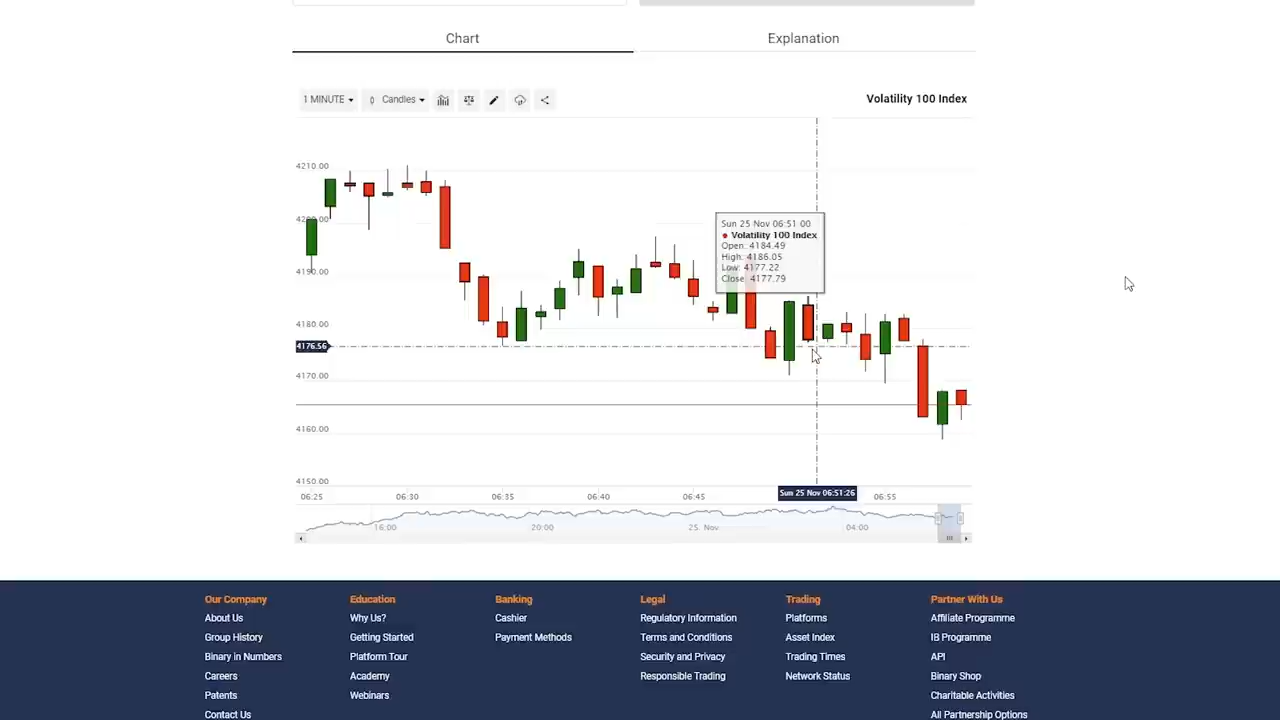 Chart Explanation
1 MINUTE Candles Volatility 100 Index
4210.00
4200.00
Sun 25 Nov 06:51 00
Volatility 100 Index
Open: 4184.49
High: 4186.05
Low: 4177.22
Close: 4177.79
4190.00
4180.00
4176.56
4170.00
4160.00
4150.00
06:25 06:30 06:35 06:40 06:45 Sun 25 Nov 06:51:26 06:55
16:00 20:00 25. Nov 04:00
Our Company Education Banking Legal Trading Partner With Us
About Us Why Us? Cashier Regulatory Information Platforms Affiliate Programme
Group History Getting Started Payment Methods Terms and Conditions Asset Index IB Programme
Binary in Numbers Platform Tour Security and Privacy Trading Times API
Careers Academy Responsible Trading Network Status Binary Shop
Patents Webinars Charitable Activities
Contact Us All Partnership Options